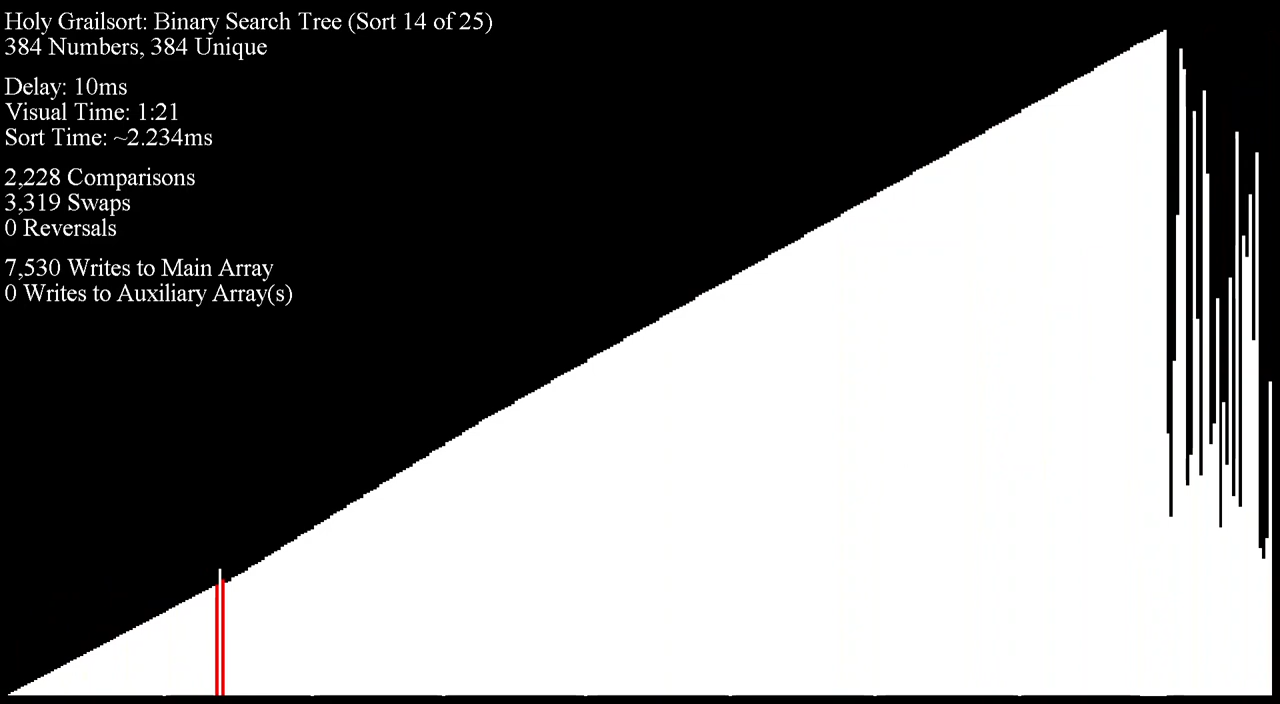 Holy Grailsort: Binary Search Tree (Sort 14 of 25)
384 Numbers, 384 Unique
Delay: 10ms
Visual Time: 1:21
Sort Time: ~2.234ms
2,228 Comparisons
3,319 Swaps
0 Reversals
7,530 Writes to Main Array
0 Writes to Auxiliary Array(s)